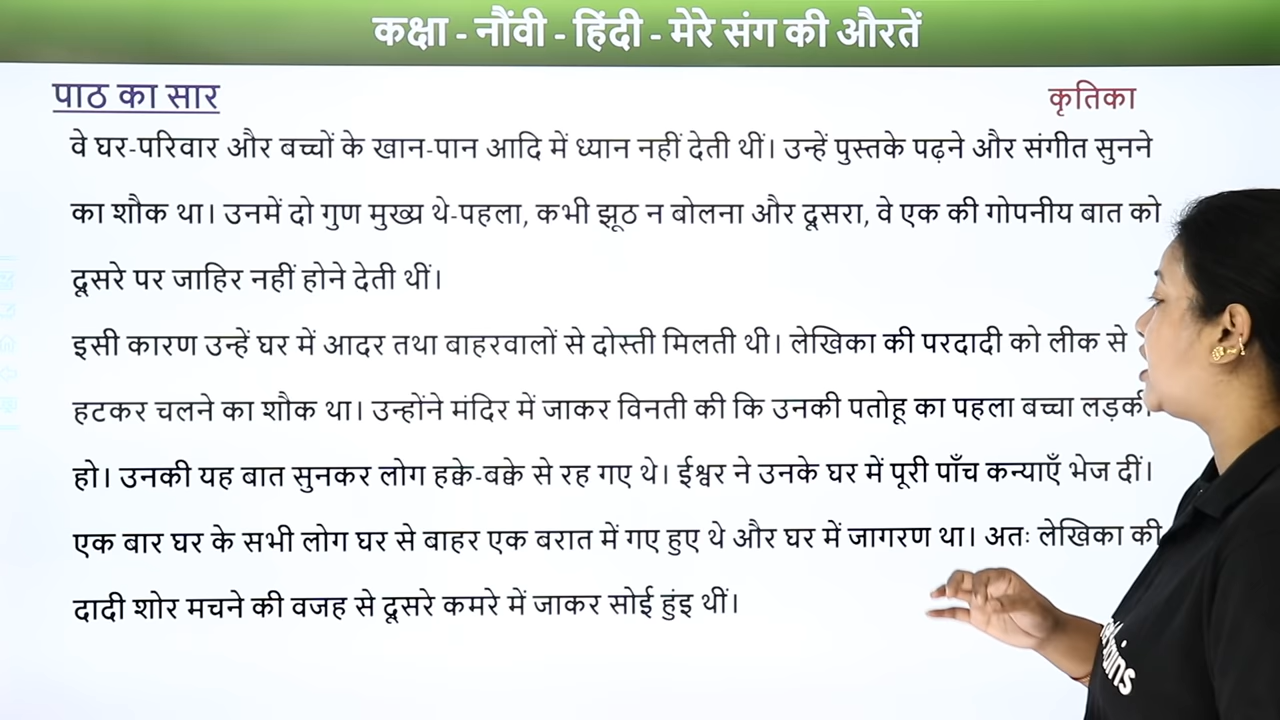 कक्षा - नौंवी - हिंदी - मेरे संग की औरतें
पाठ का सार
कृतिका
वे घर-परिवार और बच्चों के खान-पान आदि में ध्यान नहीं देती थीं। उन्हें पुस्तके पढ़ने और संगीत सुनने
का शौक था। उनमें दो गुण मुख्य थे-पहला, कभी झूठ न बोलना और दूसरा, वे एक की गोपनीय बात को
दूसरे पर जाहिर नहीं होने देती थीं।
इसी कारण उन्हें घर में आदर तथा बाहरवालों से दोस्ती मिलती थी। लेखिका की परदादी को लीक से
हटकर चलने का शौक था। उन्होंने मंदिर में जाकर विनती की कि उनकी पतोहू का पहला बच्चा लड़की
हो। उनकी यह बात सुनकर लोग हक्के-बक्के से रह गए थे। ईश्वर ने उनके घर में पूरी पाँच कन्याएँ भेज दीं।
एक बार घर के सभी लोग घर से बाहर एक बरात में गए हुए थे और घर में जागरण था। अतः लेखिका की
दादी शोर मचने की वजह से दूसरे कमरे में जाकर सोई हुंइ थीं।